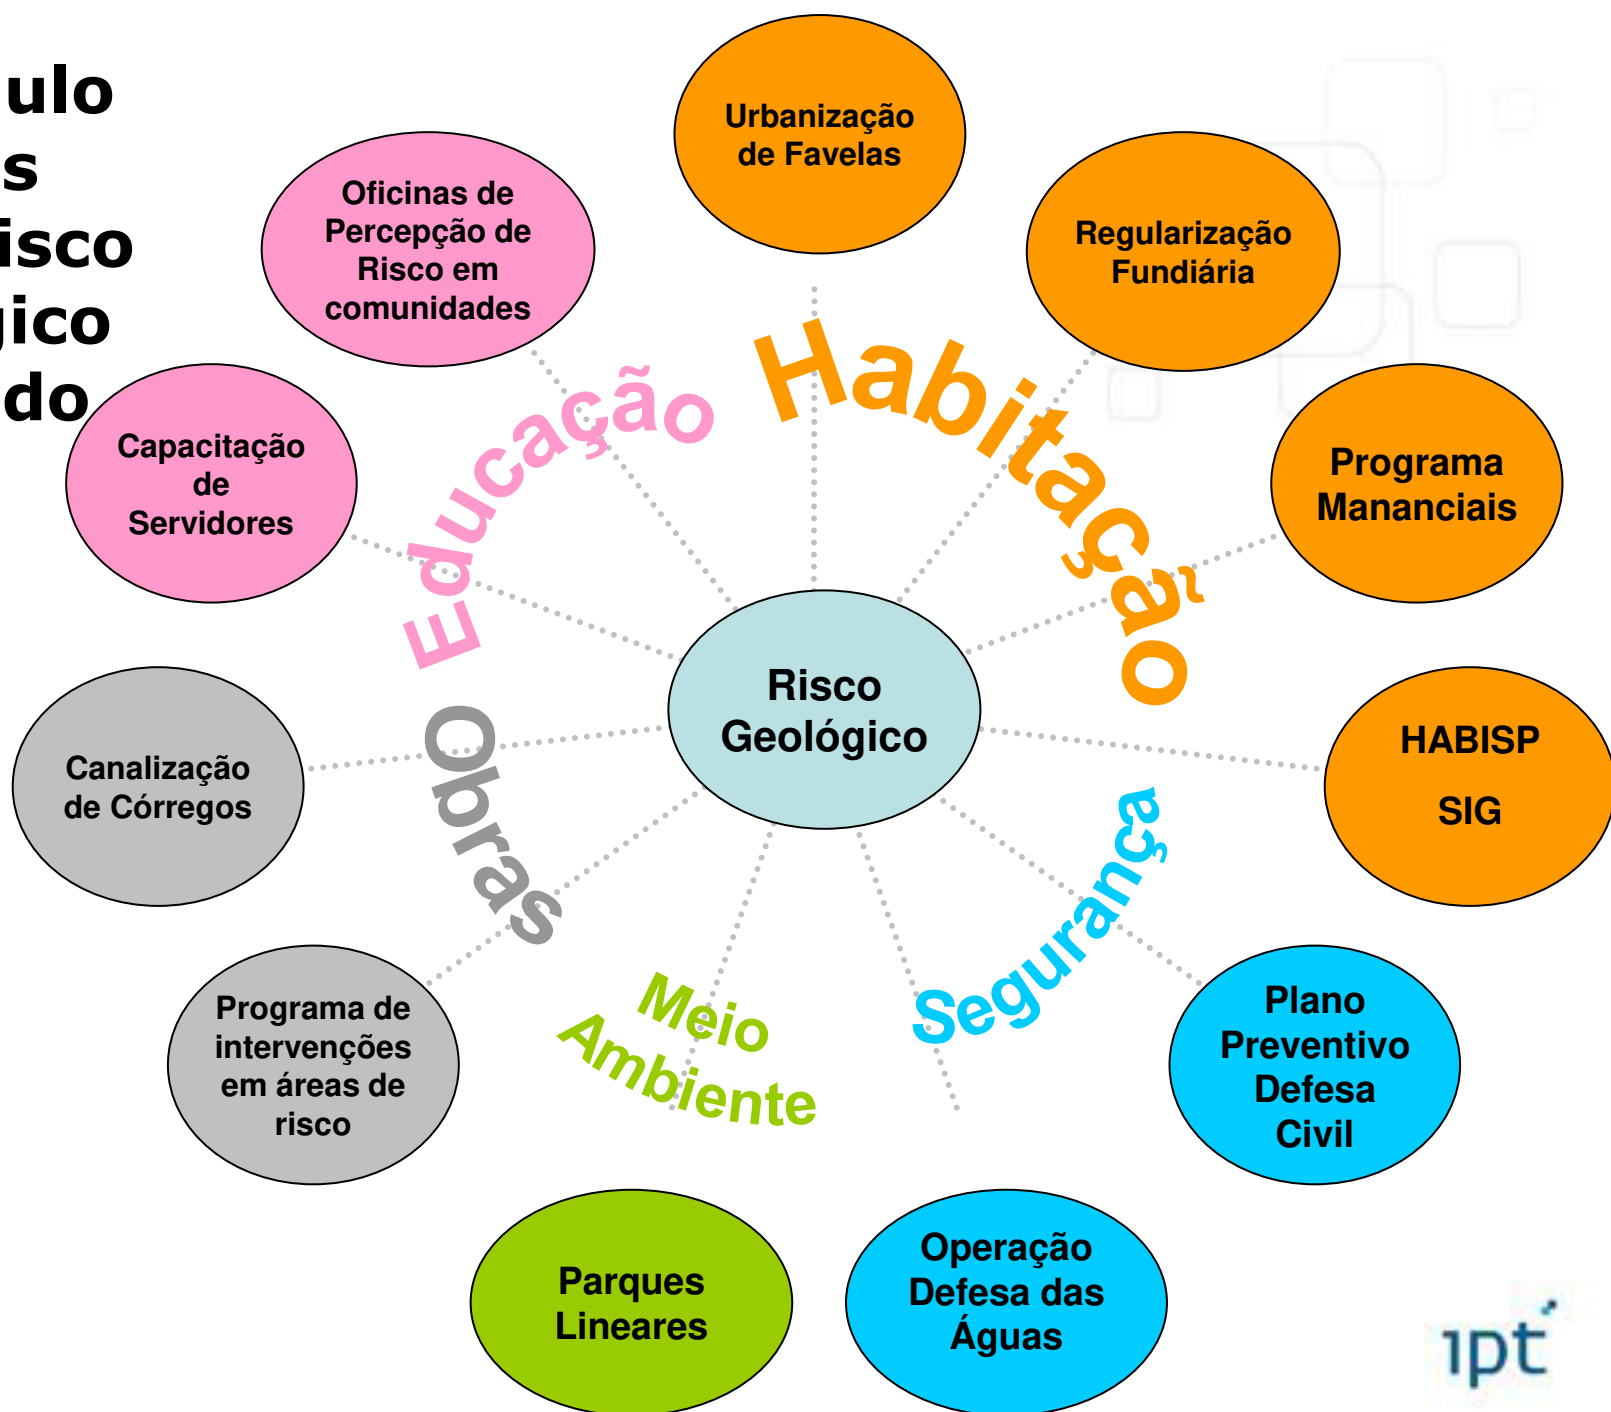 ulo
s
isco
gico
do
Urbanização
de Favelas
Oficinas de
Percepção de
Risco em
comunidades
Regularização
Fundiária
Capacitação
de
Servidores
Programa
Mananciais
Educação
Habitação
Risco
Geológico
Canalização
de Córregos
HABISP
SIG
Obras
Segurança
Meio
Ambiente
Programa de
intervenções
em áreas de
risco
Plano
Preventivo
Defesa
Civil
Parques
Lineares
Operação
Defesa das
Águas
ipt